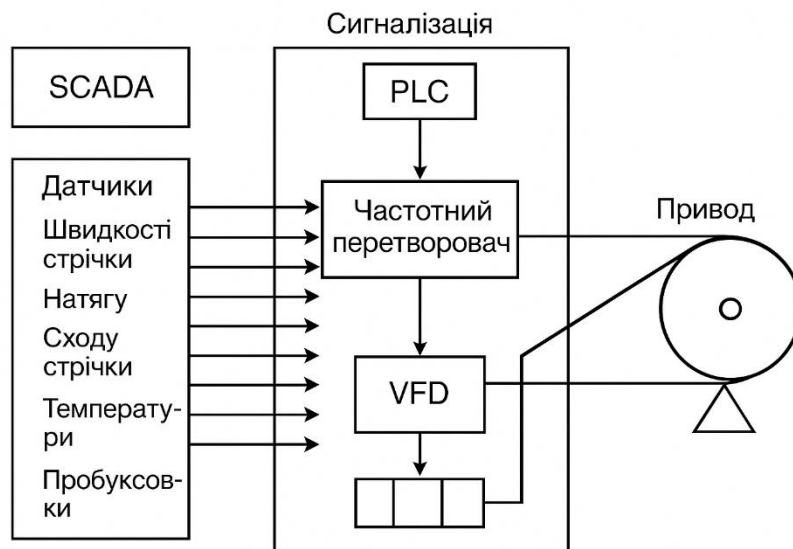 Сигналізація
SCADA
PLC
Датчики
Швидкості
стрічки
Натягу
Сходу
стрічки
Температу-
ри
Пробуксов-
ки
Частотний
перетворовач
VFD
Привод